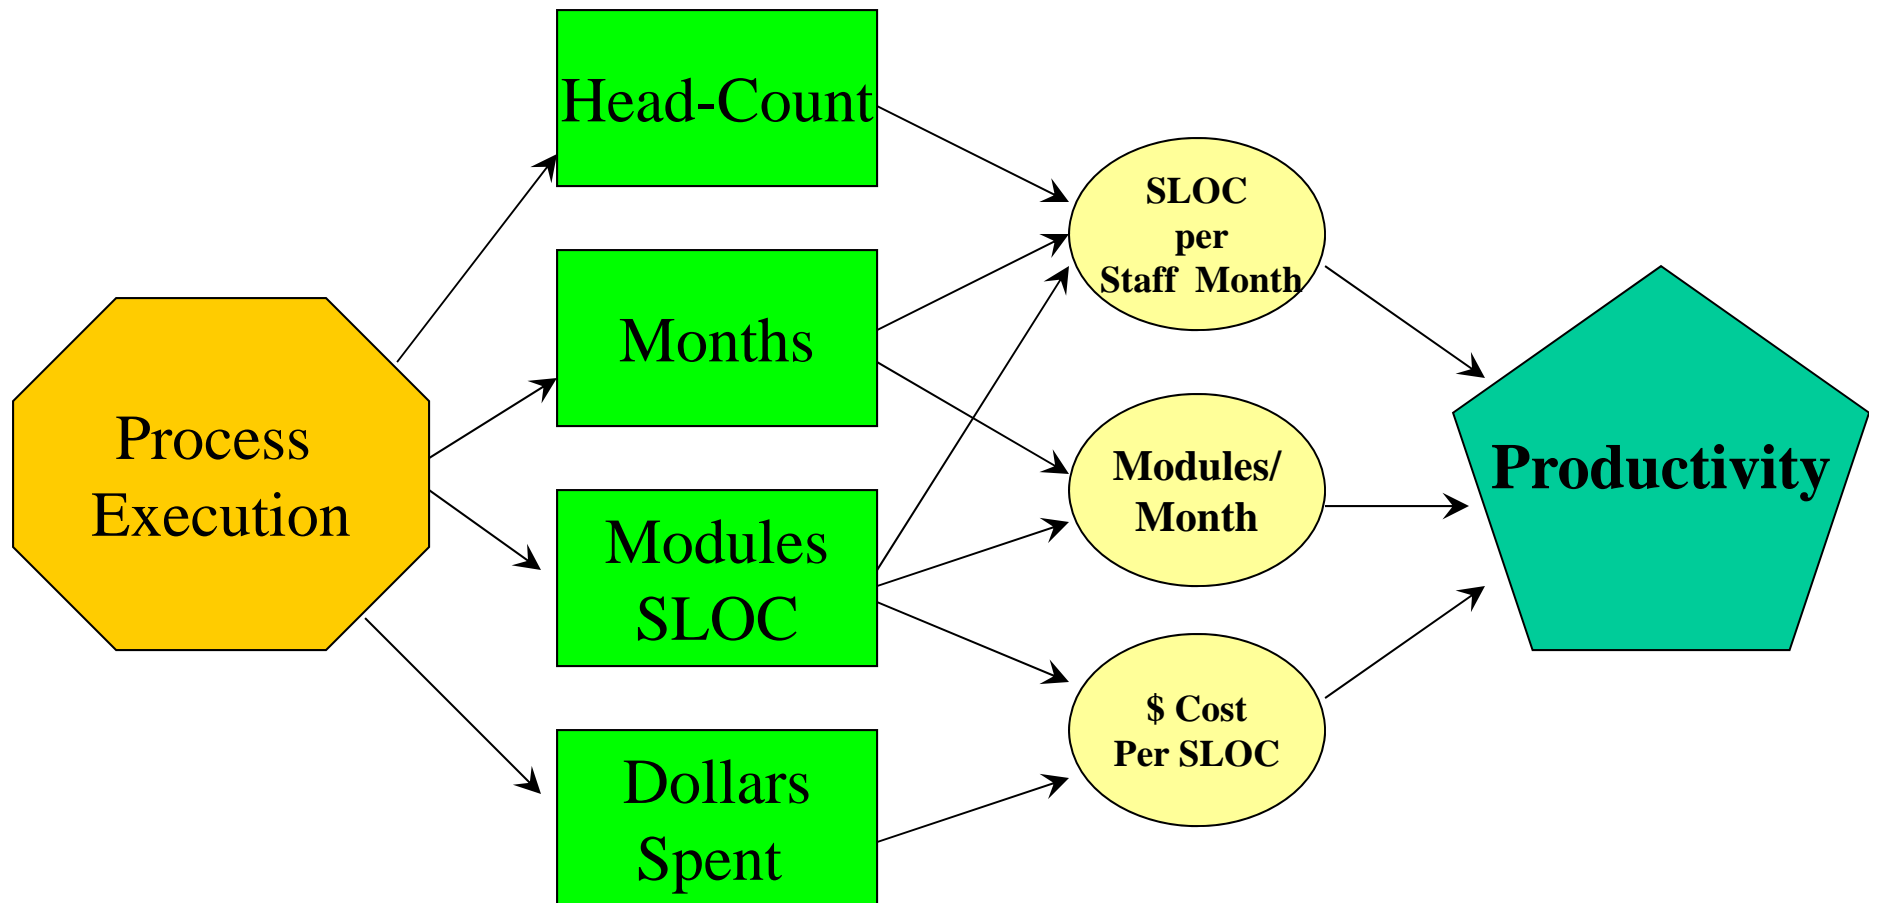 Process
Execution
Head-Count
Months
Modules
SLOC
Dollars
Spent
SLOC
per
Staff Month
Modules/
Month
$ Cost
Per SLOC
Productivity